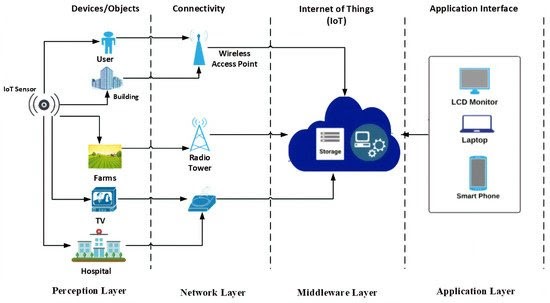 Devices/Objects
Connectivity
Internet of Things
(IoT)
Application Interface
User
Wireless
Access Point
IoT Sensor
Building
LCD Monitor
Storage
Laptop
Radio
Tower
Farms
Smart Phone
TV
Hospital
Perception Layer
Network Layer
Middleware Layer
Application Layer